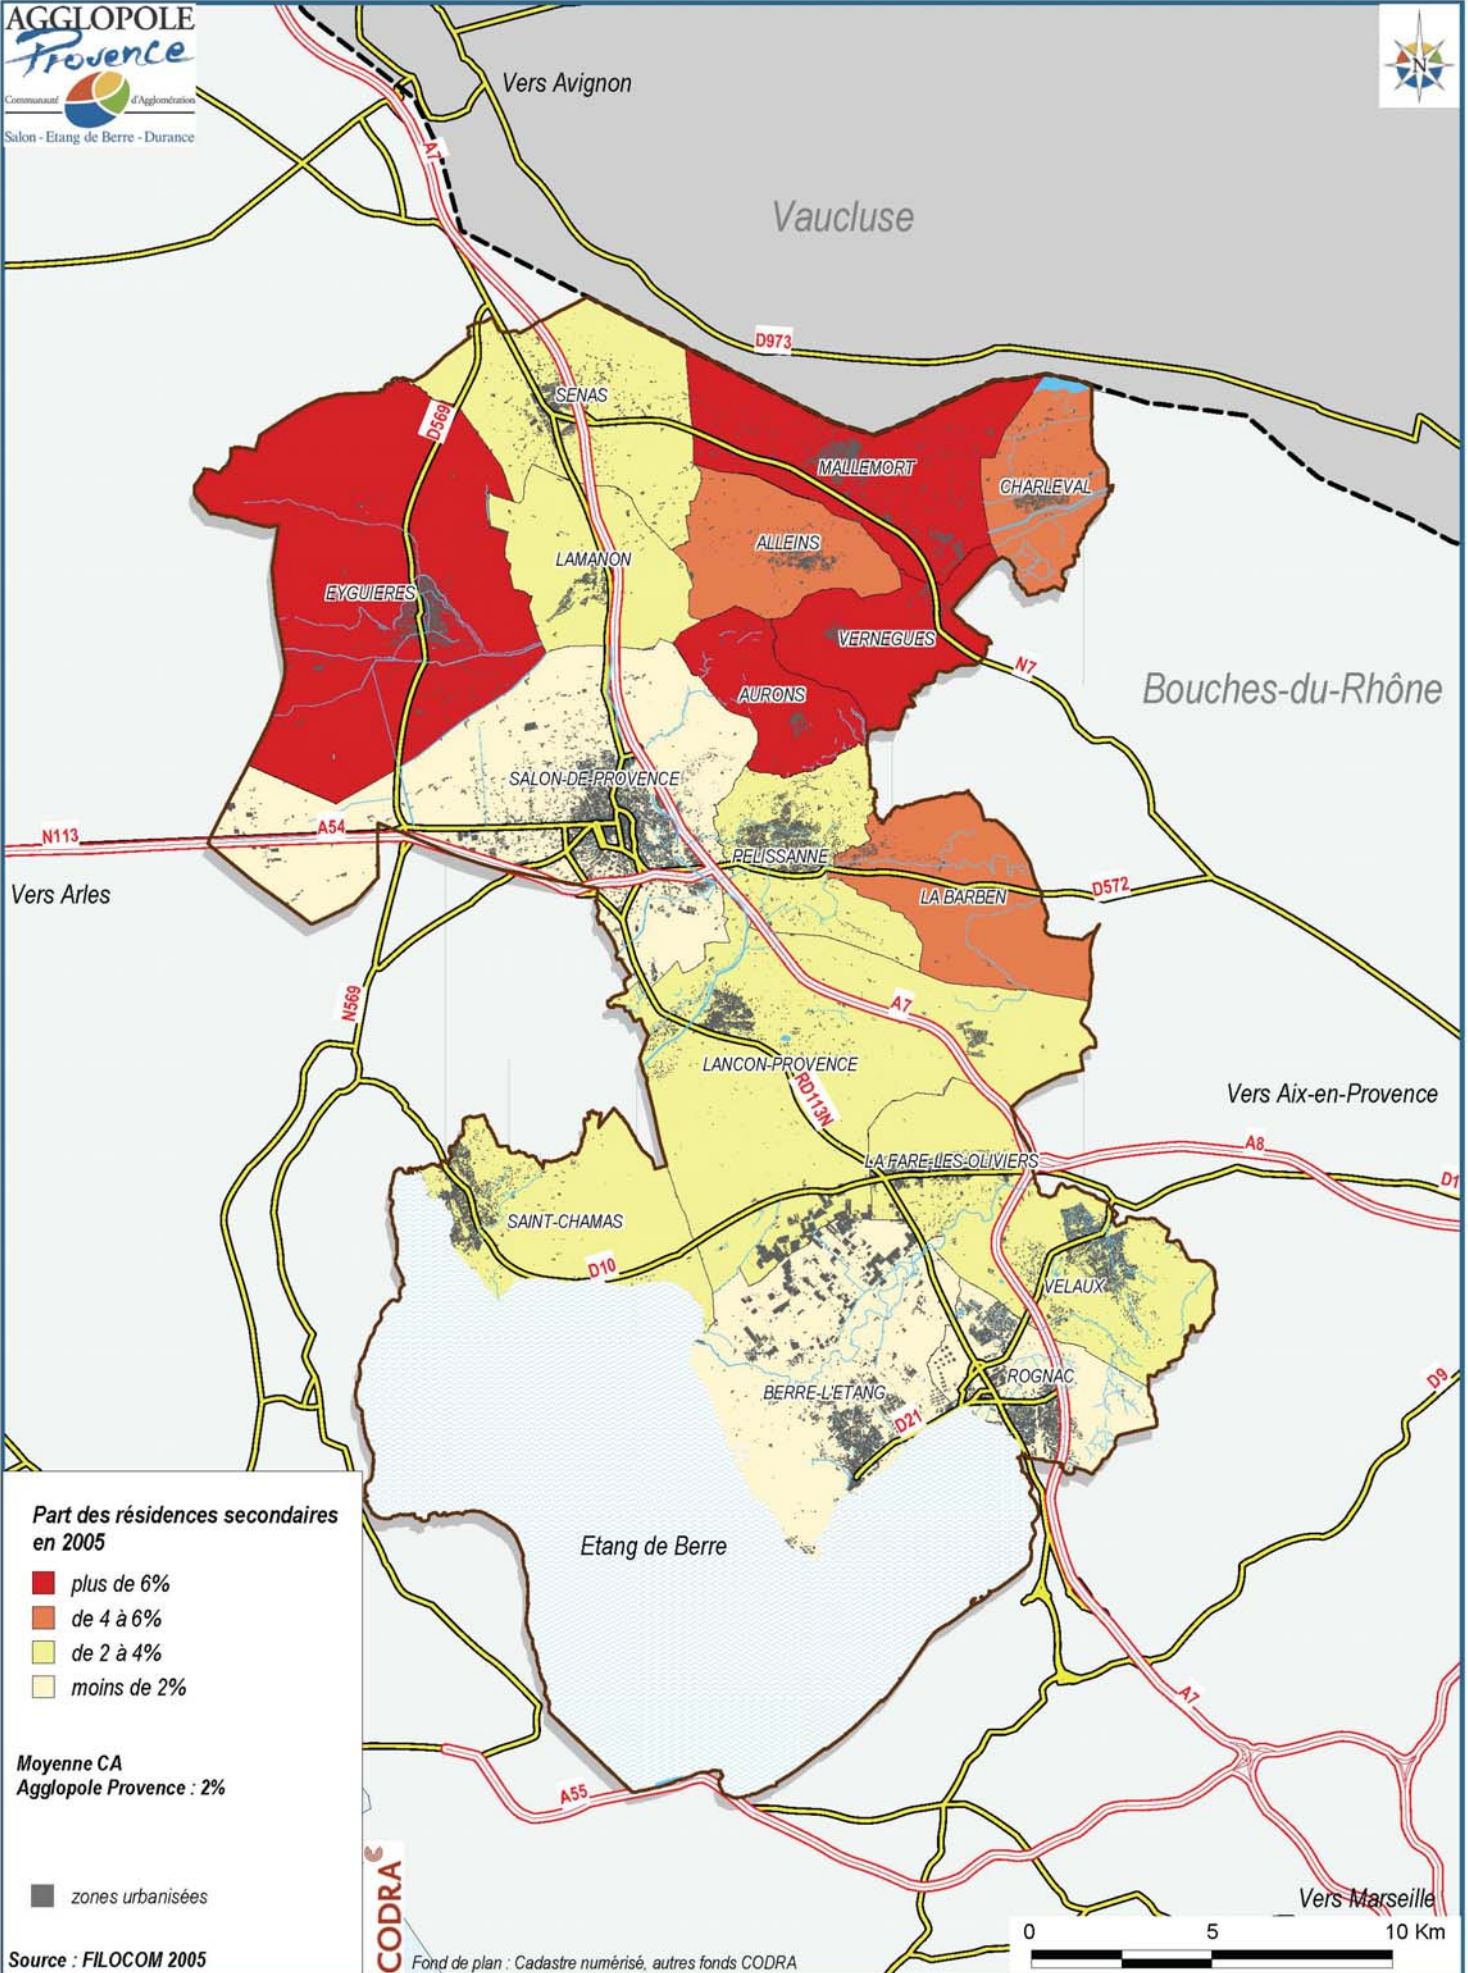 AGGLOPOLE
Provence
Communauté d'Agglomération
Salon - Etang de Berre - Durance
N
Vers Avignon
A7
Vaucluse
D973
SENAS
D569
MALLEMORT
CHARLEVAL
ALLEINS
LAMANON
EYGUIERES
VERNEGUES
N7
AURONS
Bouches-du-Rhône
SALON-DE-PROVENCE
N113
A54
PELISSANNE
Vers Arles
LA BARBEN
D572
N569
A7
LANCON-PROVENCE
RD113N
Vers Aix-en-Provence
A8
LA FARE-LES-OLIVIERS
D1
SAINT-CHAMAS
D10
VELAUX
ROGNAC
BERRE-L'ETANG
D9
D21
Etang de Berre
Part des résidences secondaires
en 2005
plus de 6%
de 4 à 6%
de 2 à 4%
moins de 2%
Moyenne CA
Agglopole Provence : 2%
A7
A55
zones urbanisées
Vers Marseille
CODRA
0 5 10 Km
Source : FILOCOM 2005
Fond de plan : Cadastre numérisé, autres fonds CODRA